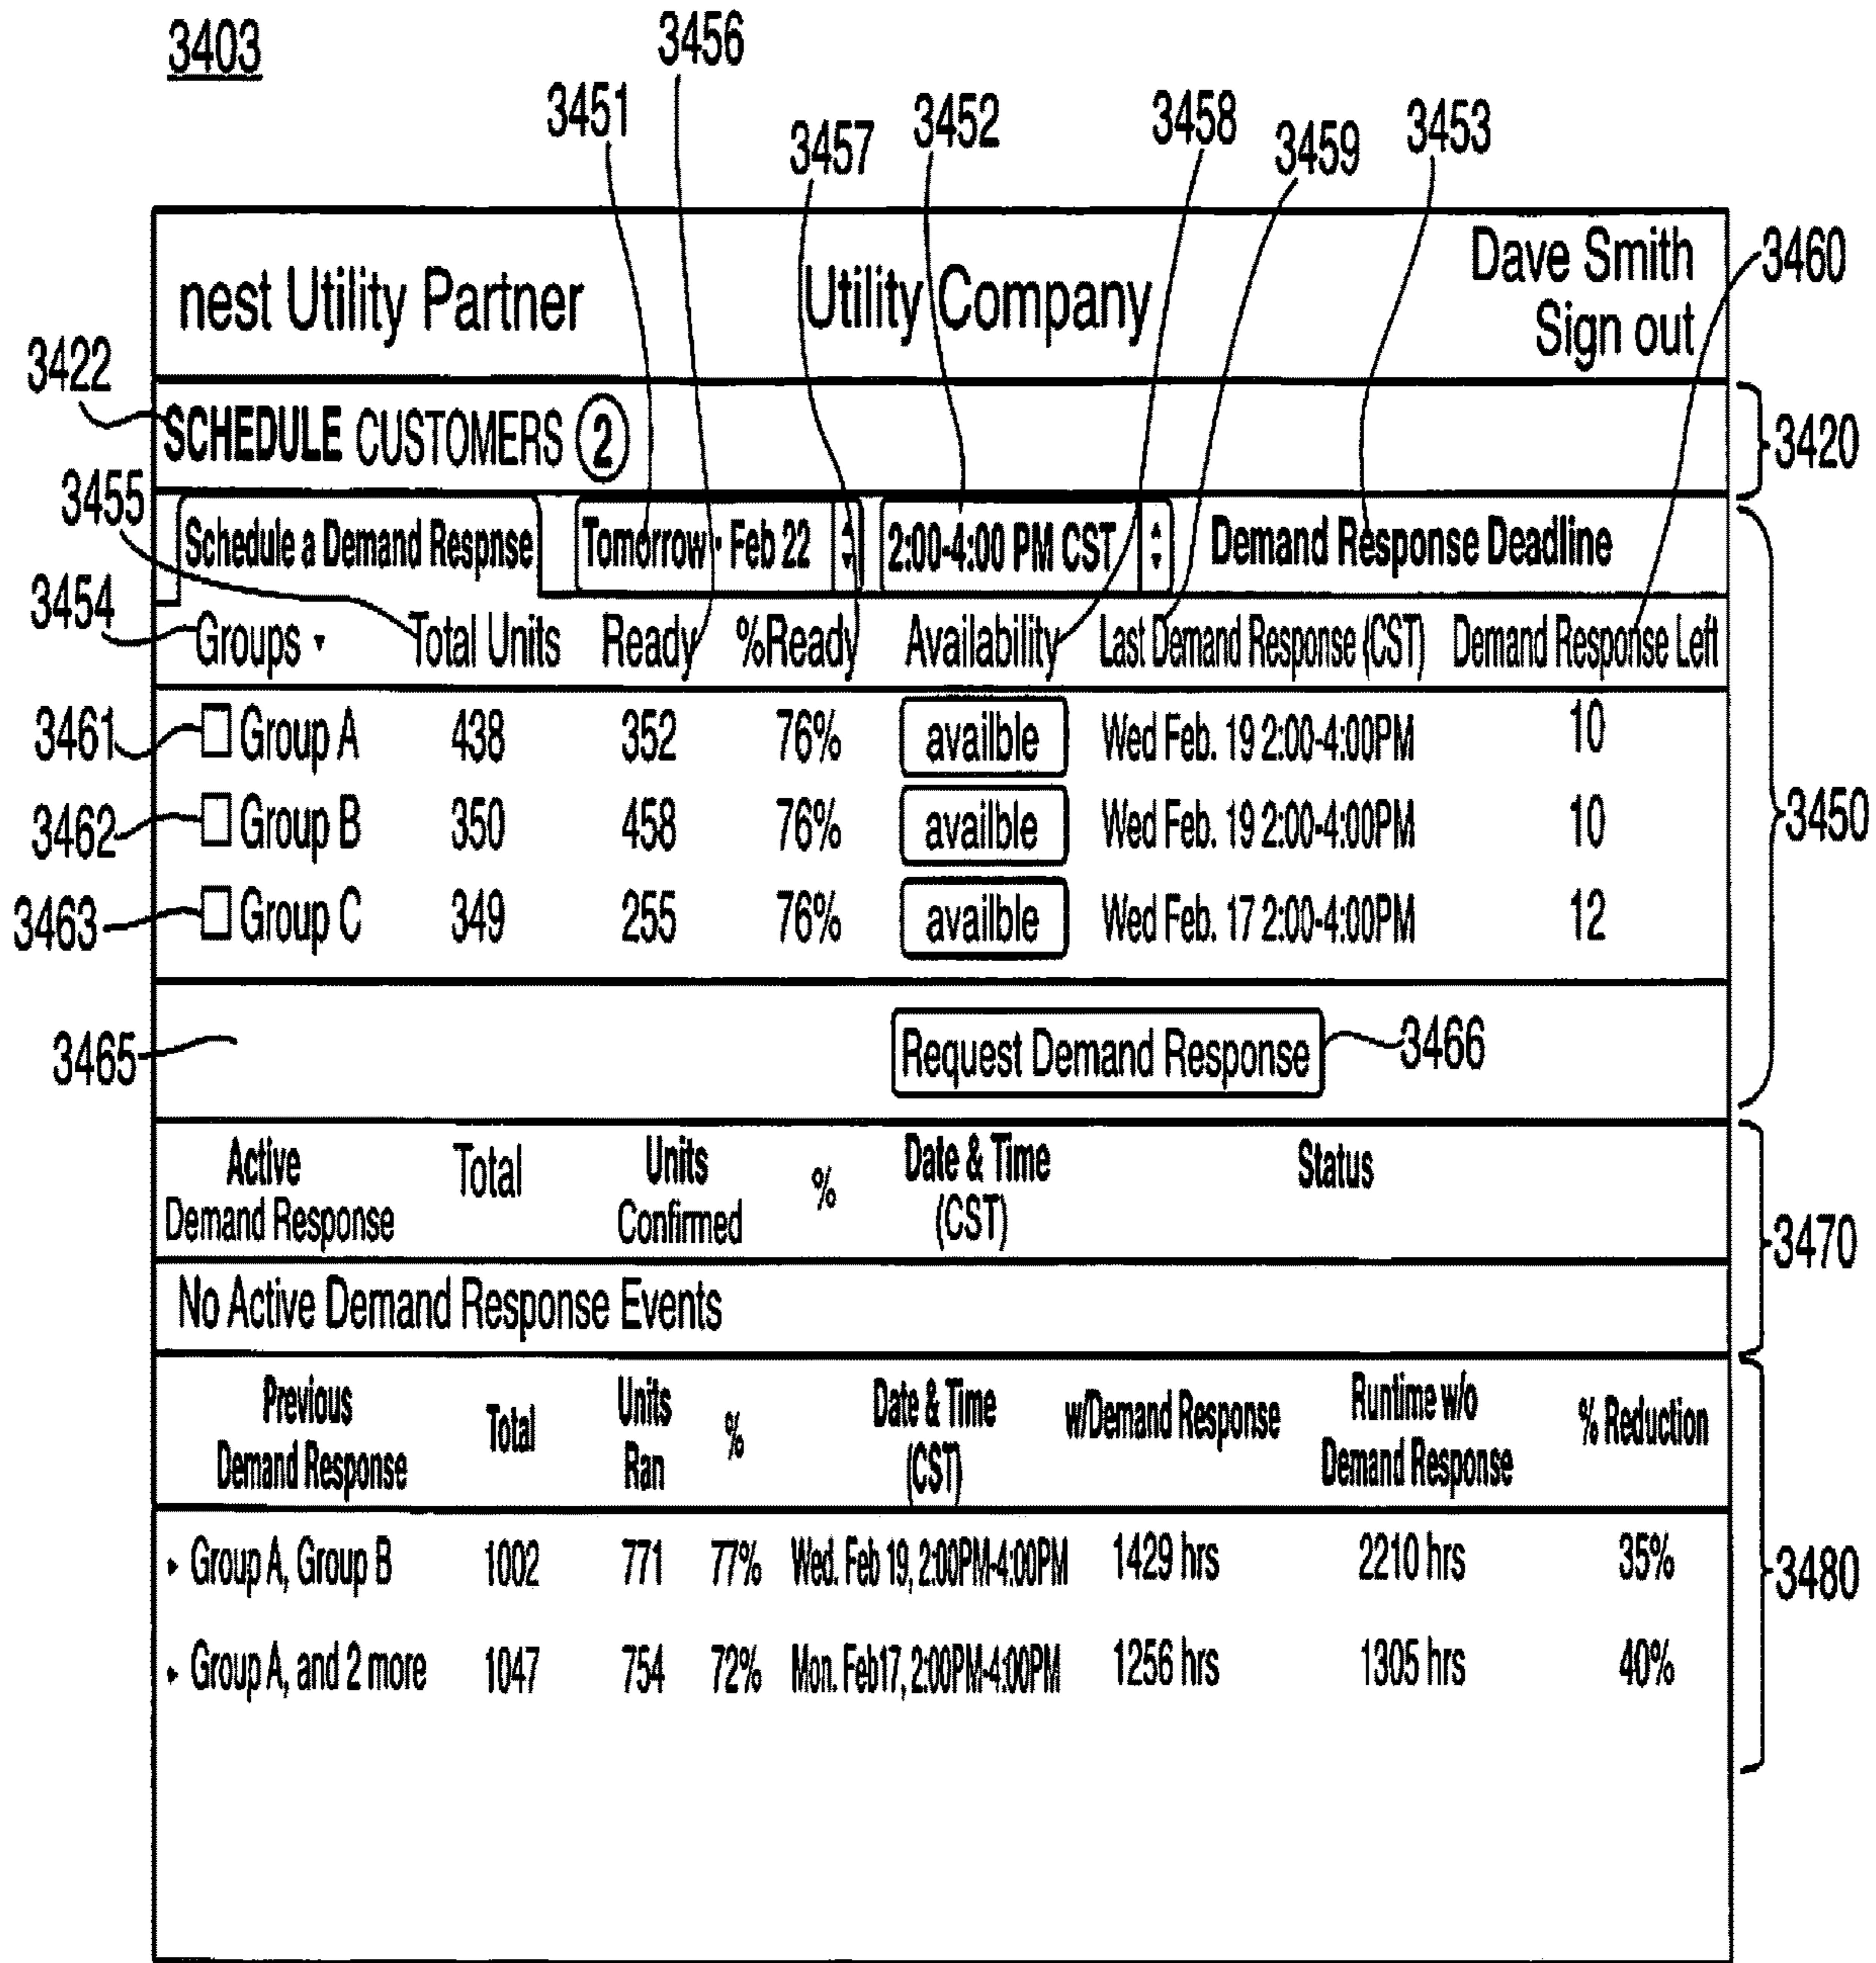 3403
3456
3451
3457
3452
3458
3459
3453
nest Utility Partner Utility Company Dave Smith
Sign out
3460
3422
SCHEDULE CUSTOMERS 2
3420
3455
Schedule a Demand Respnse Tomorrow - Feb 22 2:00-4:00 PM CST Demand Response Deadline
3454
Groups Total Units Ready %Ready Availability Last Demand Response (CST) Demand Response Left
3461 Group A 438 352 76% availble Wed Feb. 19 2:00-4:00PM 10
3462 Group B 350 458 76% availble Wed Feb. 19 2:00-4:00PM 10
3450
3463 Group C 349 255 76% availble Wed Feb. 17 2:00-4:00PM 12
3465 Request Demand Response 3466
Active Total Units % Date & Time Status
Demand Response Confirmed (CST)
3470
No Active Demand Response Events
Previous Total Units % Date & Time w/Demand Response Runtime w/o % Reduction
Demand Response Ran (CST) Demand Response
Group A, Group B 1002 771 77% Wed. Feb 19, 2:00PM-4:00PM 1429 hrs 2210 hrs 35%
3480
Group A, and 2 more 1047 754 72% Mon. Feb17, 2:00PM-4:00PM 1256 hrs 1305 hrs 40%